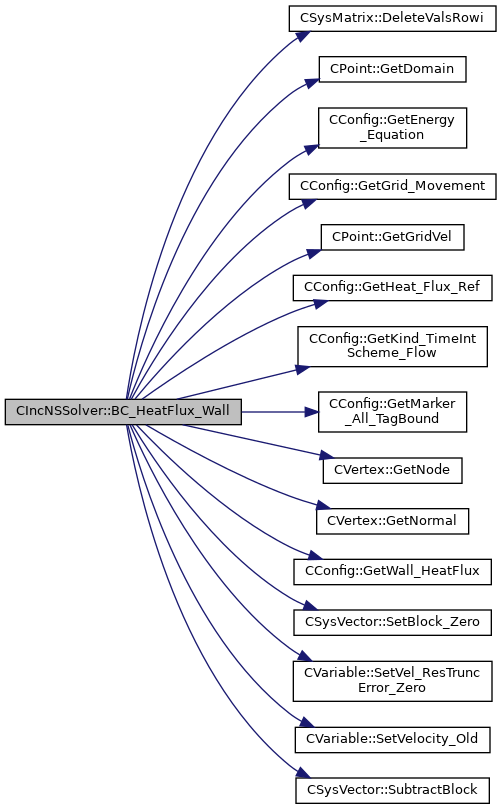 CSysMatrix::DeleteValsRowi
CPoint::GetDomain
CConfig::GetEnergy
_Equation
CConfig::GetGrid_Movement
CPoint::GetGridVel
CConfig::GetHeat_Flux_Ref
CConfig::GetKind_TimeInt
Scheme_Flow
CIncNSSolver::BC_HeatFlux_Wall
CConfig::GetMarker
_All_TagBound
CVertex::GetNode
CVertex::GetNormal
CConfig::GetWall_HeatFlux
CSysVector::SetBlock_Zero
CVariable::SetVel_ResTrunc
Error_Zero
CVariable::SetVelocity_Old
CSysVector::SubtractBlock